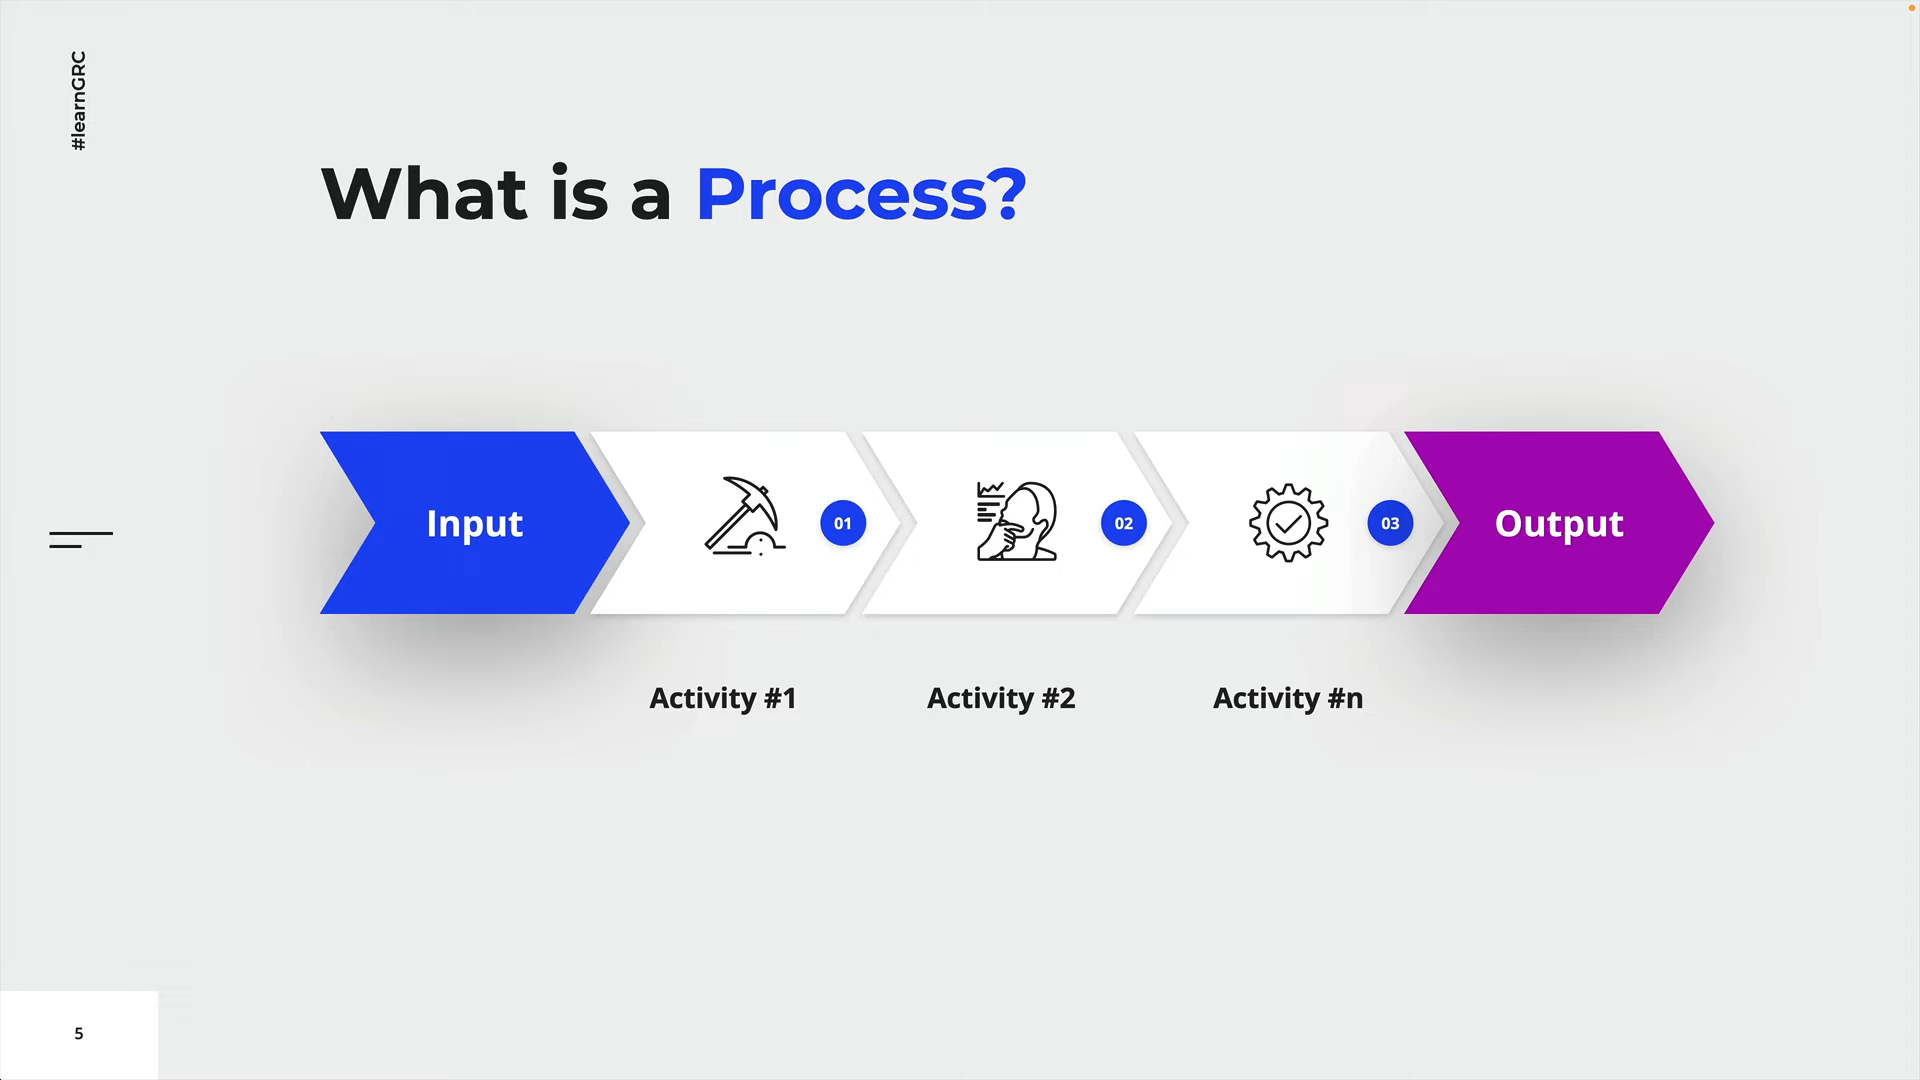 #learnGRC
What is a Process?
Input
01
02
03
Output
Activity #1
Activity #2
Activity #n
5